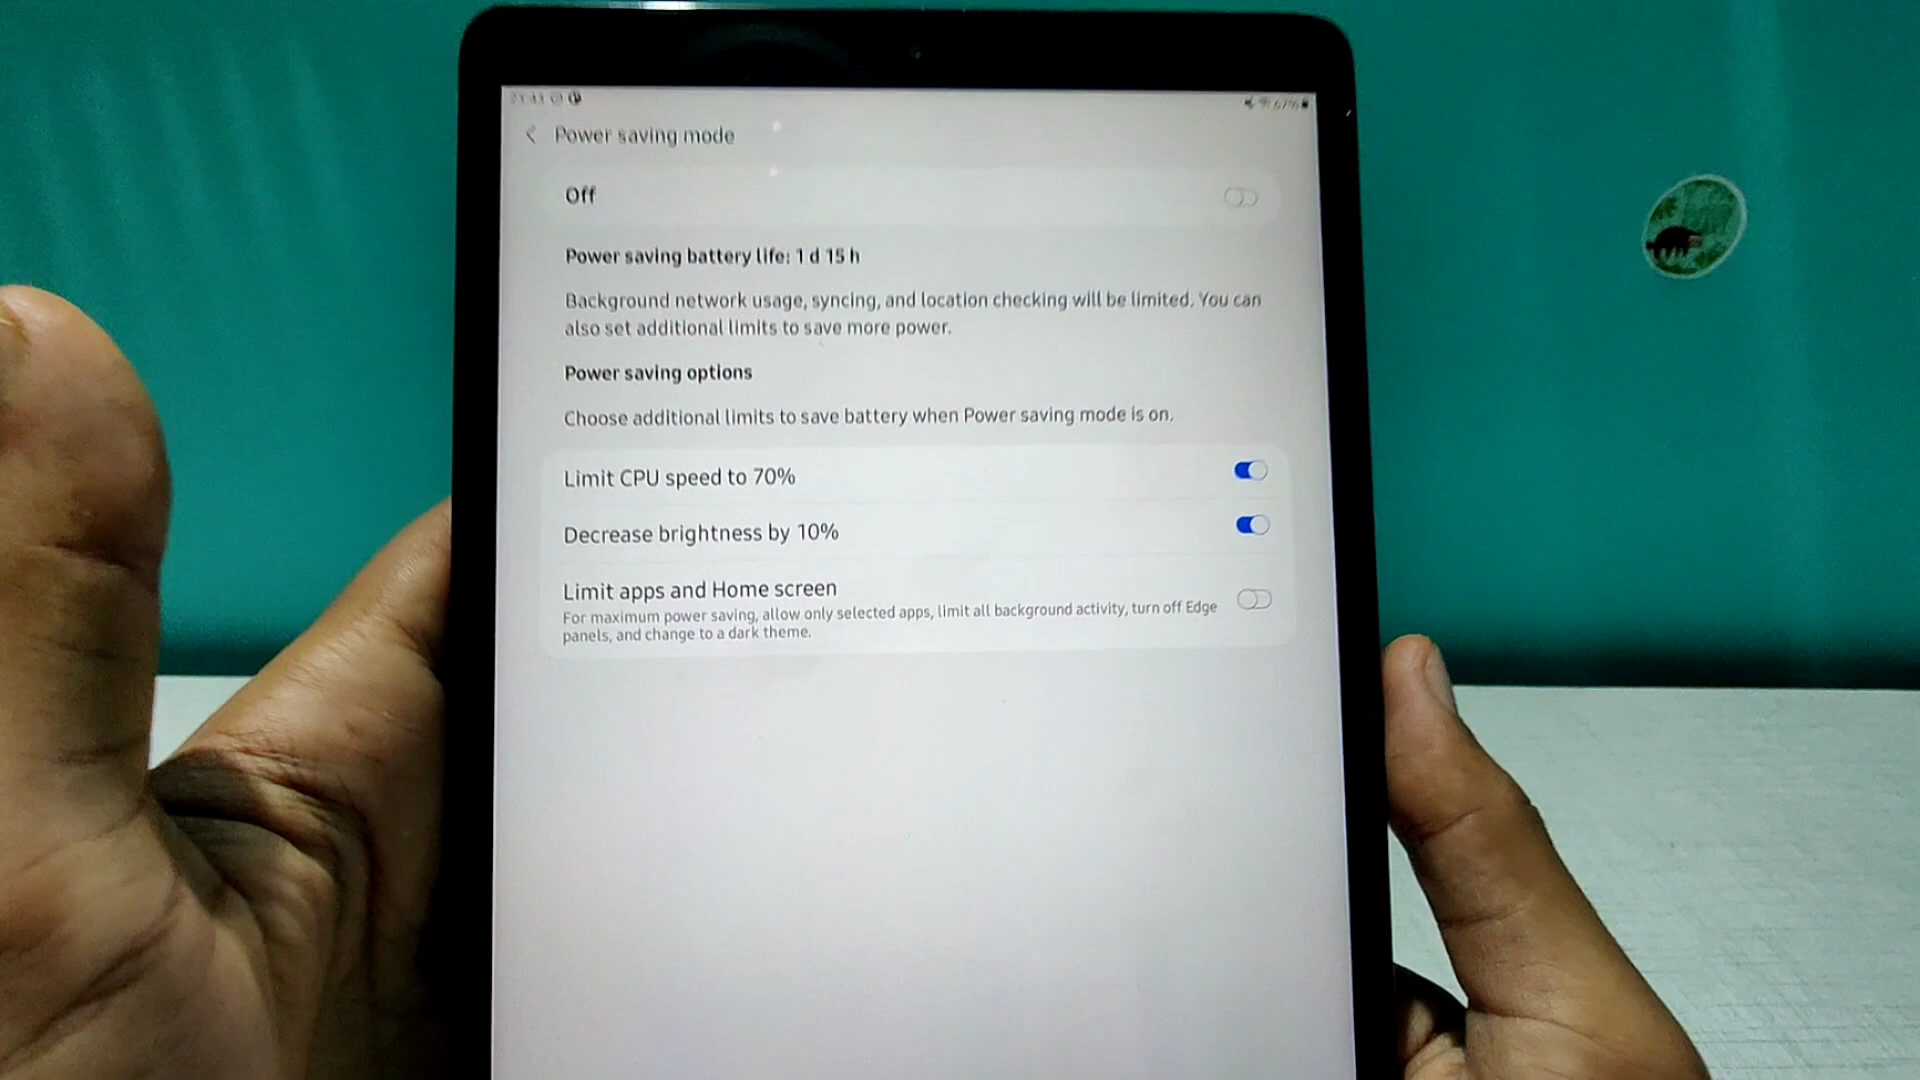 Power saving mode
Off
Power saving battery life: 1 d 15 h
Background network usage, syncing, and location checking will be limited. You can
also set additional limits to save more power.
Power saving options
Choose additional limits to save battery when Power saving mode is on.
Limit CPU speed to 70%
Decrease brightness by 10%
Limit apps and Home screen
For maximum power saving, allow only selected apps, limit all background activity, turn off Edge
panels, and change to a dark theme.